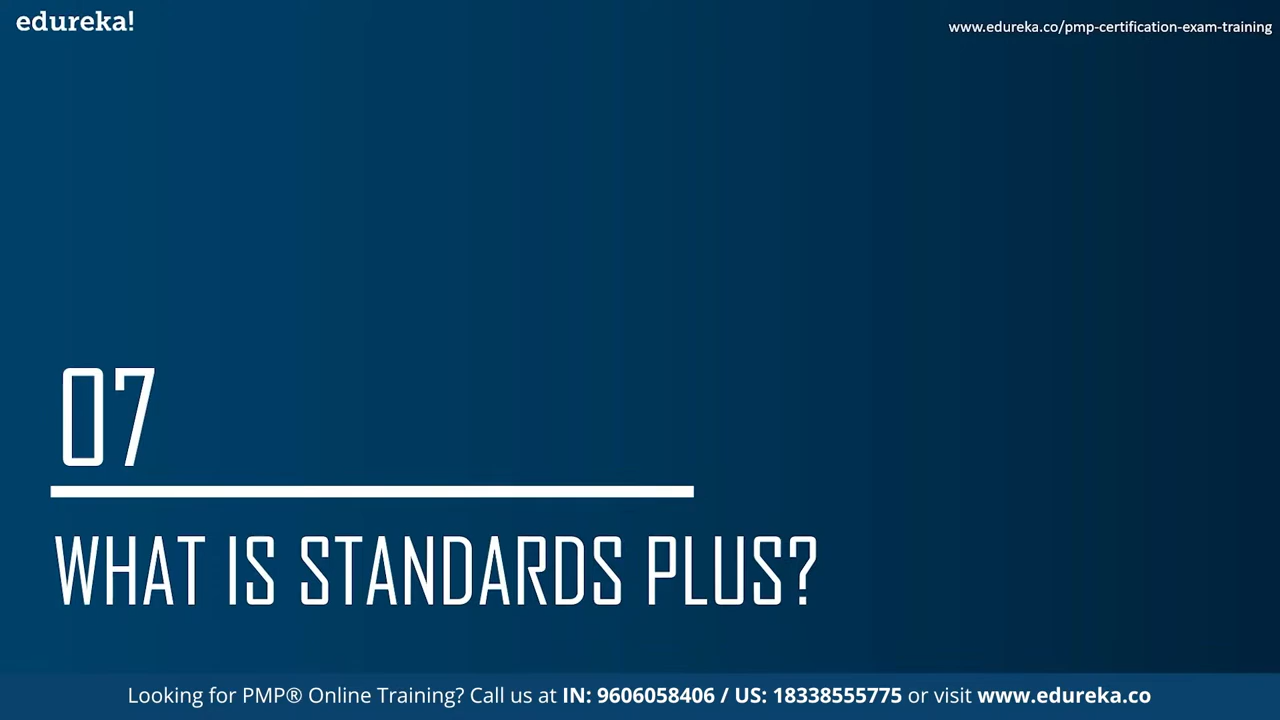 edureka!
www.edureka.co/pmp-certification-exam-training
07
WHAT IS STANDARDS PLUS?
Looking for PMP® Online Training? Call us at IN: 9606058406 / US: 18338555775 or visit www.edureka.co